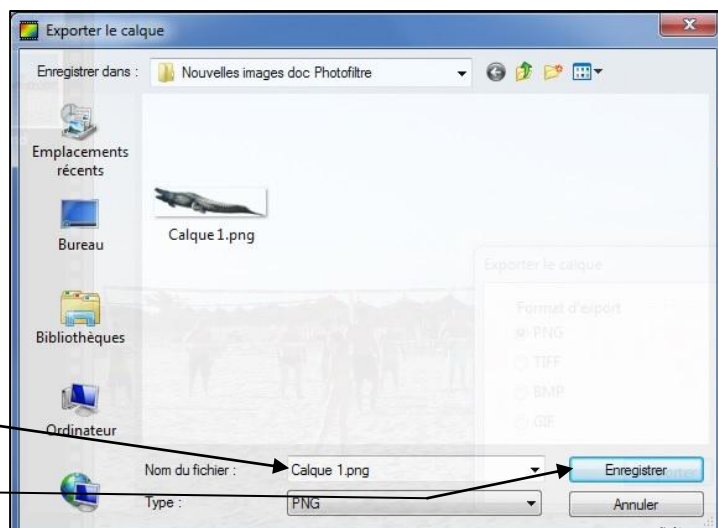 Exporter le calque
Enregistrer dans :
Nouvelles images doc Photofiltre
Emplacements
récents
Bureau
Bibliothèques
Ordinateur
Calque 1.png
Exporter le calque
Format d'export
PNG
TIFF
BMP
GIF
Nom du fichier :
Calque 1.png
Enregistrer
Type :
PNG
Annuler